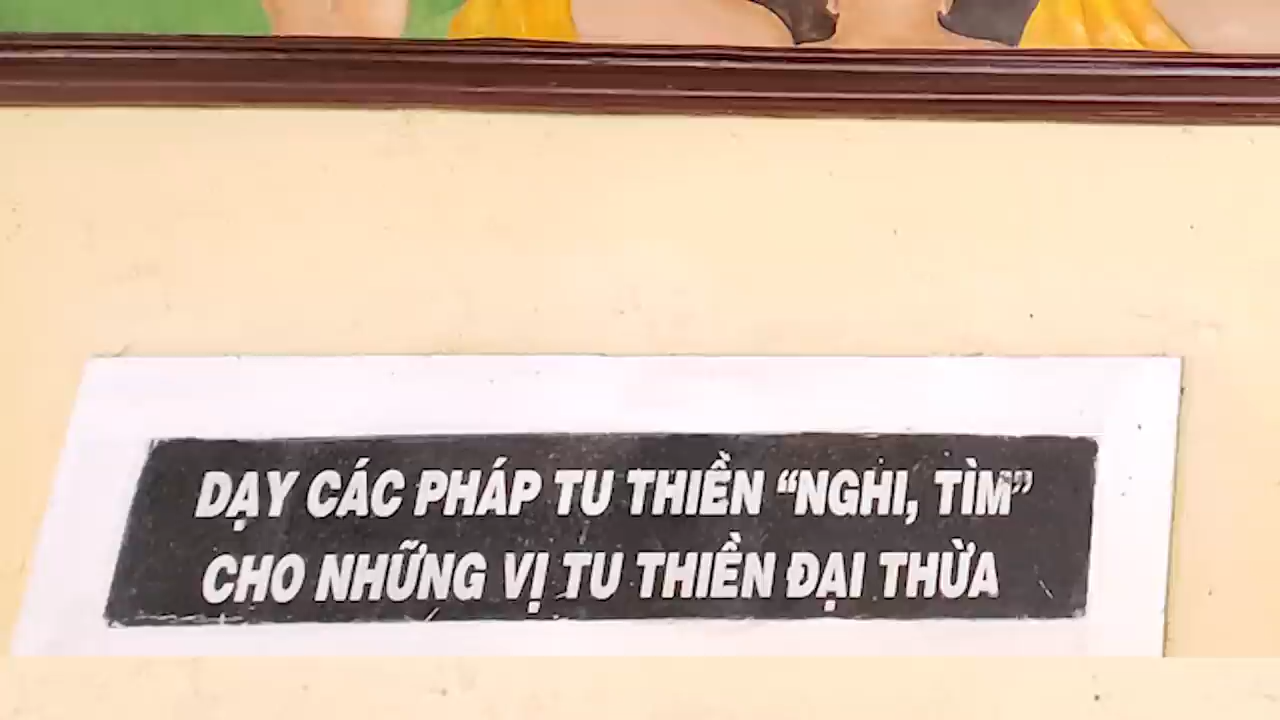 DẠY CÁC PHÁP TU THIỀN “NGHI, TÌM”
CHO NHỮNG VỊ TU THIỀN ĐẠI THỪA